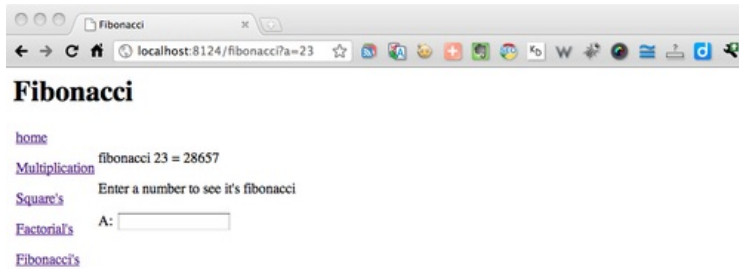 Fibonacci
localhost:8124/fibonacci?a=23
Fibonacci
home
Multiplication
Square's
Factorial's
Fibonacci's
fibonacci 23 = 28657
Enter a number to see it's fibonacci
A: